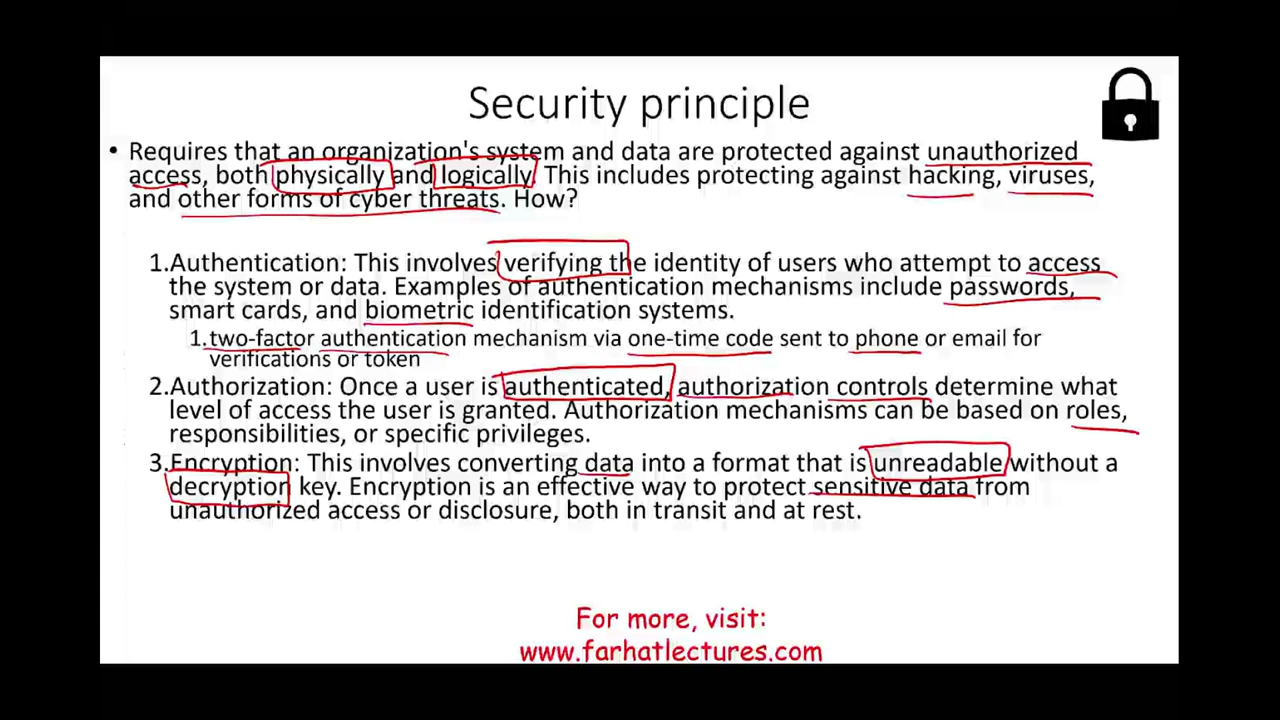 Security principle
• Requires that an organization's system and data are protected against unauthorized
access, both physically and logically. This includes protecting against hacking, viruses,
and other forms of cyber threats. How?
1.Authentication: This involves verifying the identity of users who attempt to access
the system or data. Examples of authentication mechanisms include passwords,
smart cards, and biometric identification systems.
1.two-factor authentication mechanism via one-time code sent to phone or email for
verifications or token
2.Authorization: Once a user is authenticated, authorization controls determine what
level of access the user is granted. Authorization mechanisms can be based on roles,
responsibilities, or specific privileges.
3.Encryption: This involves converting data into a format that is unreadable without a
decryption key. Encryption is an effective way to protect sensitive data from
unauthorized access or disclosure, both in transit and at rest.
For more, visit:
www.farhatlectures.com